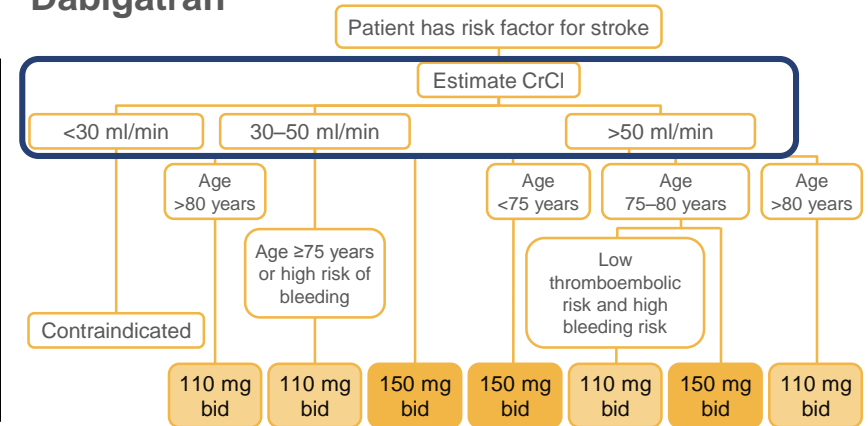 Dabigatran
Patient has risk factor for stroke
Estimate CrCl
<30 ml/min
30–50 ml/min
>50 ml/min
Age
>80 years
Age
<75 years
Age
75–80 years
Age
>80 years
Age ≥75 years
or high risk of
bleeding
Low
thromboembolic
risk and high
bleeding risk
Contraindicated
110 mg
bid
110 mg
bid
150 mg
bid
150 mg
bid
110 mg
bid
150 mg
bid
110 mg
bid